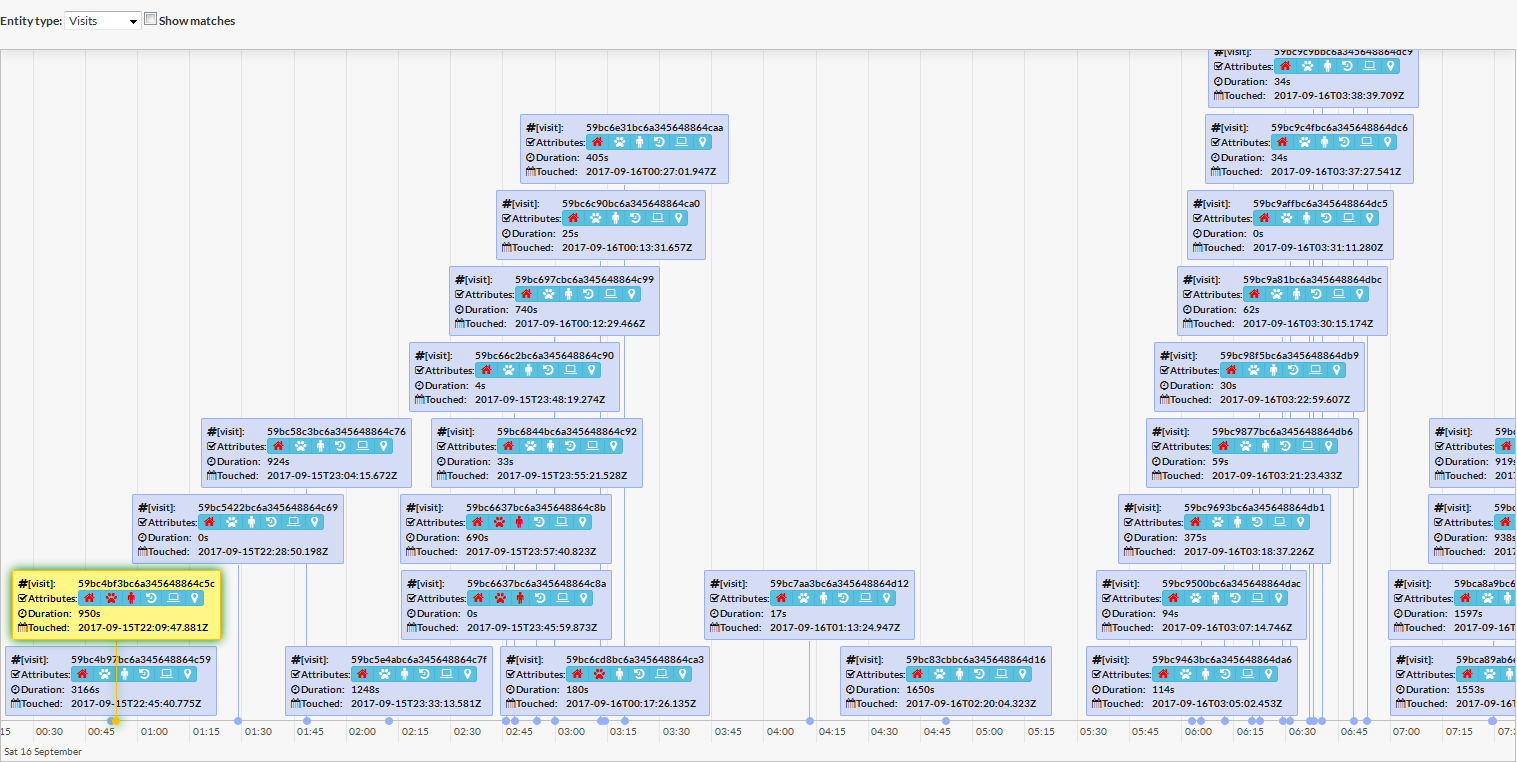 Entity type: Visits Show matches
#[visit]: 59bc9c9bbc6a345648864dc9
Attributes:
Duration: 34s
Touched: 2017-09-16T03:38:39.709Z
#[visit]: 59bc6e31bc6a345648864caa
Attributes:
Duration: 405s
Touched: 2017-09-16T00:27:01.947Z
#[visit]: 59bc9c4fbc6a345648864dc6
Attributes:
Duration: 34s
Touched: 2017-09-16T03:37:27.541Z
#[visit]: 59bc6c90bc6a345648864ca0
Attributes:
Duration: 25s
Touched: 2017-09-16T00:13:31.657Z
#[visit]: 59bc9affbc6a345648864dc5
Attributes:
Duration: 0s
Touched: 2017-09-16T03:31:11.280Z
#[visit]: 59bc697cbc6a345648864c99
Attributes:
Duration: 740s
Touched: 2017-09-16T00:12:29.466Z
#[visit]: 59bc9a81bc6a345648864dbc
Attributes:
Duration: 62s
Touched: 2017-09-16T03:30:15.174Z
#[visit]: 59bc66c2bc6a345648864c90
Attributes:
Duration: 4s
Touched: 2017-09-15T23:48:19.274Z
#[visit]: 59bc98f5bc6a345648864db9
Attributes:
Duration: 30s
Touched: 2017-09-16T03:22:59.607Z
#[visit]: 59bc58c3bc6a345648864c76
Attributes:
Duration: 924s
Touched: 2017-09-15T23:04:15.672Z
#[visit]: 59bc6844bc6a345648864c92
Attributes:
Duration: 33s
Touched: 2017-09-15T23:55:21.528Z
#[visit]: 59bc9877bc6a345648864db6
Attributes:
Duration: 59s
Touched: 2017-09-16T03:21:23.433Z
#[visit]: 59bc
Attributes:
Duration: 919s
Touched: 2017-
#[visit]: 59bc5422bc6a345648864c69
Attributes:
Duration: 0s
Touched: 2017-09-15T22:28:50.198Z
#[visit]: 59bc6637bc6a345648864c8b
Attributes:
Duration: 690s
Touched: 2017-09-15T23:57:40.823Z
#[visit]: 59bc9693bc6a345648864db1
Attributes:
Duration: 375s
Touched: 2017-09-16T03:18:37.226Z
#[visit]: 59bc
Attributes:
Duration: 938s
Touched: 2017-
#[visit]: 59bc4bf3bc6a345648864c5c
Attributes:
Duration: 950s
Touched: 2017-09-15T22:09:47.881Z
#[visit]: 59bc6637bc6a345648864c8a
Attributes:
Duration: 0s
Touched: 2017-09-15T23:45:59.873Z
#[visit]: 59bc7aa3bc6a345648864d12
Attributes:
Duration: 17s
Touched: 2017-09-16T01:13:24.947Z
#[visit]: 59bc9500bc6a345648864dac
Attributes:
Duration: 94s
Touched: 2017-09-16T03:07:14.746Z
#[visit]: 59bca8a9bc6
Attributes:
Duration: 1597s
Touched: 2017-09-16T
#[visit]: 59bc4b97bc6a345648864c59
Attributes:
Duration: 3166s
Touched: 2017-09-15T22:45:40.775Z
#[visit]: 59bc5e4abc6a345648864c7f
Attributes:
Duration: 1248s
Touched: 2017-09-15T23:33:13.581Z
#[visit]: 59bc6cd8bc6a345648864ca3
Attributes:
Duration: 180s
Touched: 2017-09-16T00:17:26.135Z
#[visit]: 59bc83cbbc6a345648864d16
Attributes:
Duration: 1650s
Touched: 2017-09-16T02:20:04.323Z
#[visit]: 59bc9463bc6a345648864da6
Attributes:
Duration: 114s
Touched: 2017-09-16T03:05:02.453Z
#[visit]: 59bca89ab6
Attributes:
Duration: 1553s
Touched: 2017-09-16T
15 00:30 00:45 01:00 01:15 01:30 01:45 02:00 02:15 02:30 02:45 03:00 03:15 03:30 03:45 04:00 04:15 04:30 04:45 05:00 05:15 05:30 05:45 06:00 06:15 06:30 06:45 07:00 07:15 07:3
Sat 16 September